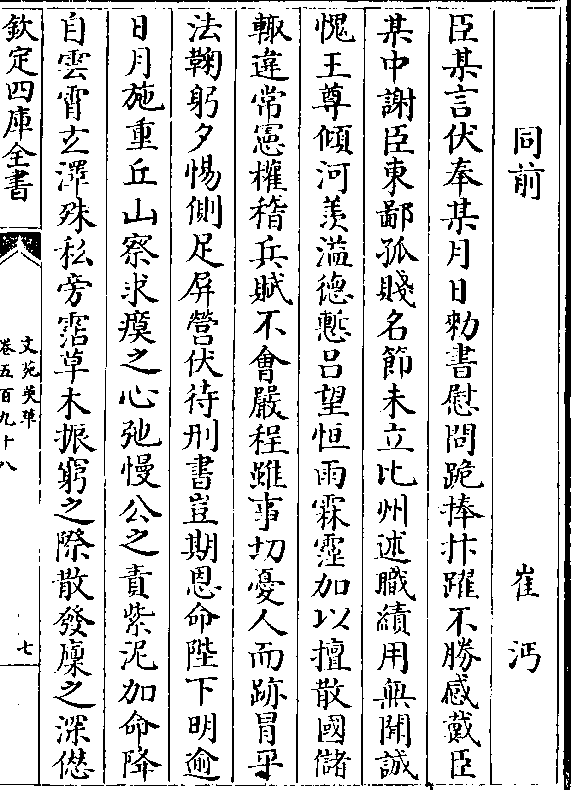 同前　崔沔
臣某言伏奉某月日勑書慰問跪捧抃躍不勝感戴臣
某中謝臣東鄙孤賤名節未立比州述職績用無聞誠
愧王尊傾河羨溢德慙吕望恒雨霖霪加以擅散國儲
輙違常憲權稽兵賦不會嚴程雖事切憂人而跡冒平
法鞠躬夕惕側足屏營伏待刑書豈期恩命陛下明逾
日月施重丘山察求瘼之心弛慢公之責紫泥加命降
自雲霄玄澤殊私旁霑草木振窮之際散發廩之深僁
欽定四庫全書
文苑英華
卷五百九十八
七